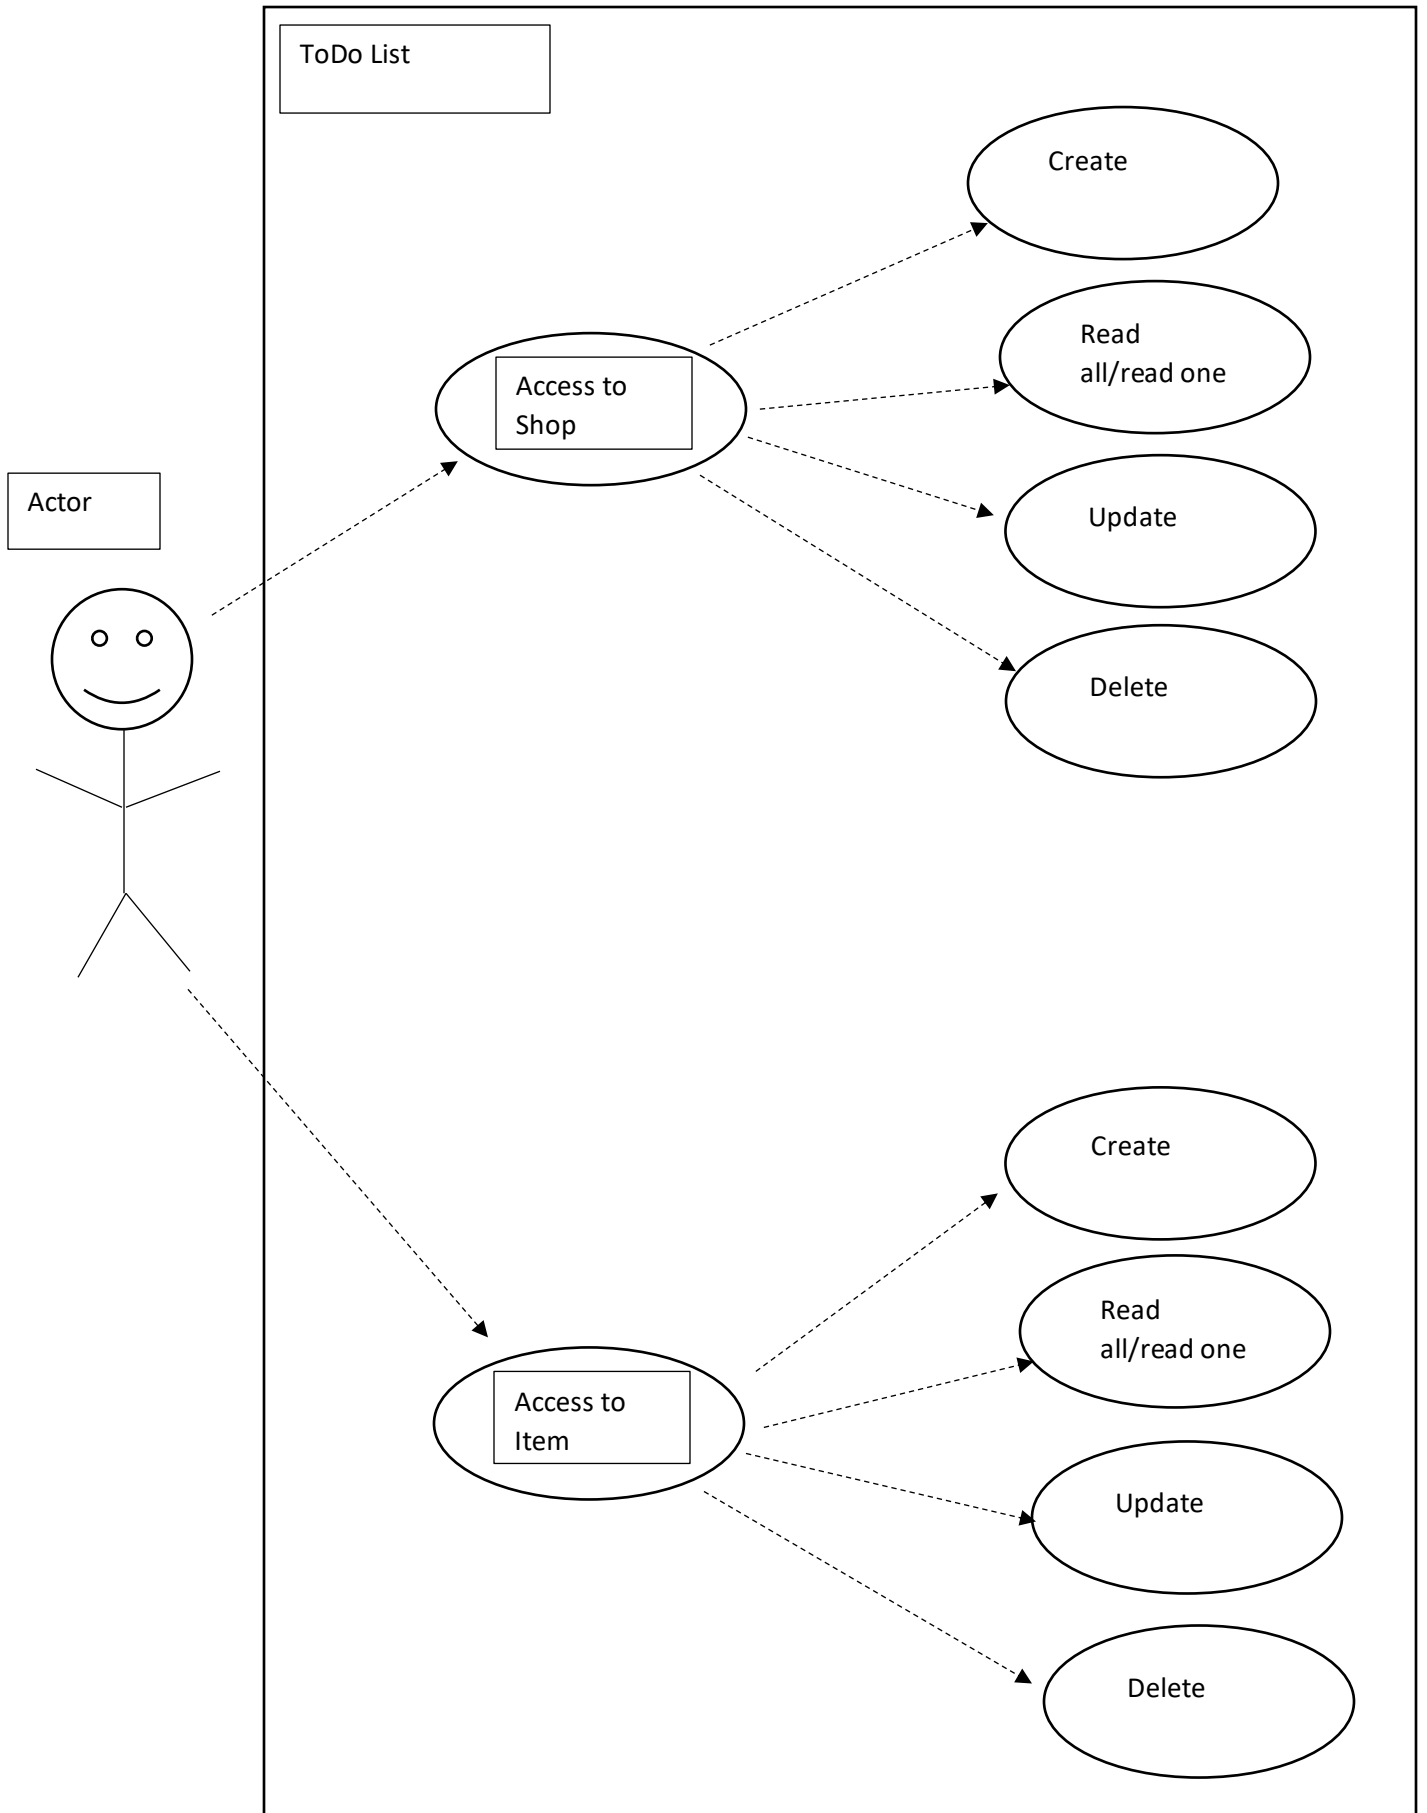 ToDo List
Create
Read
all/read one
Access to
Shop
Actor
Update
Delete
Create
Read
all/read one
Access to
Item
Update
Delete